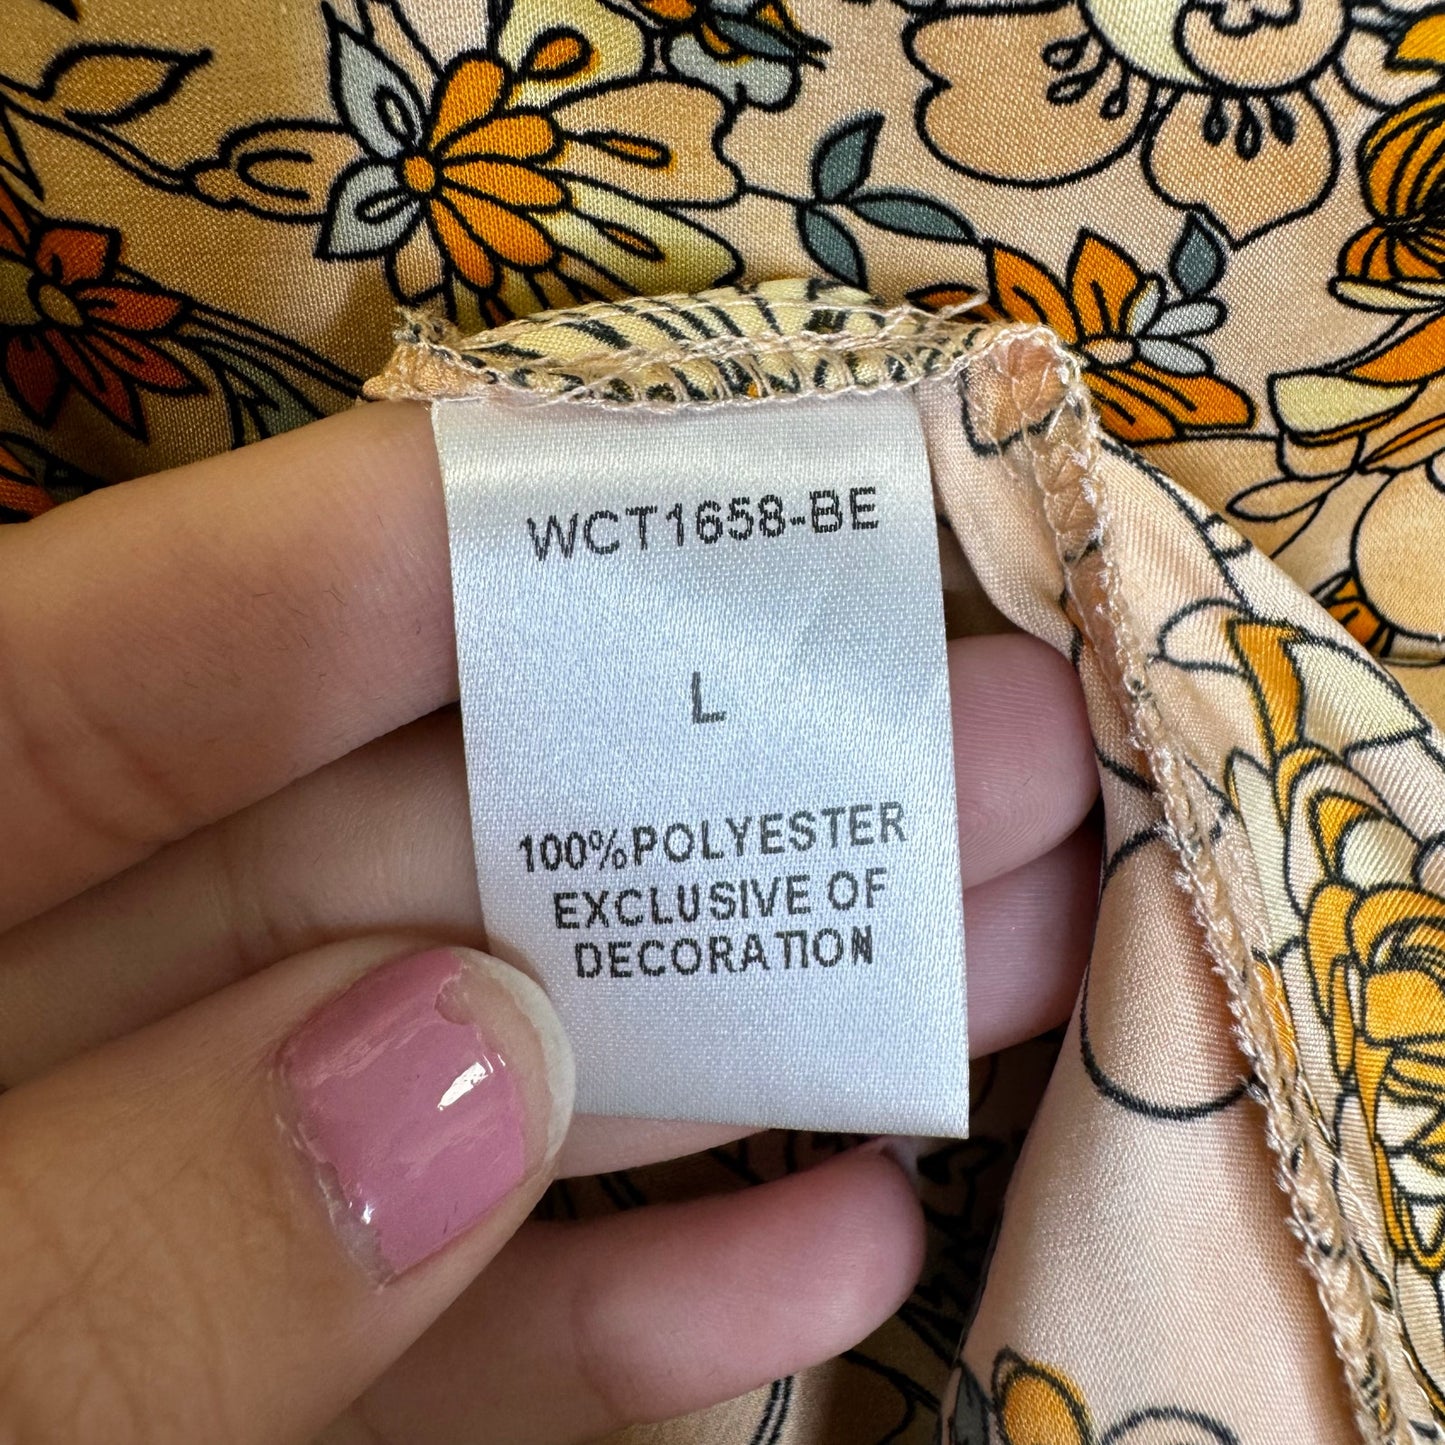 WCT1658-BE
L
100%POLYESTER
EXCLUSIVE OF
DECORATION